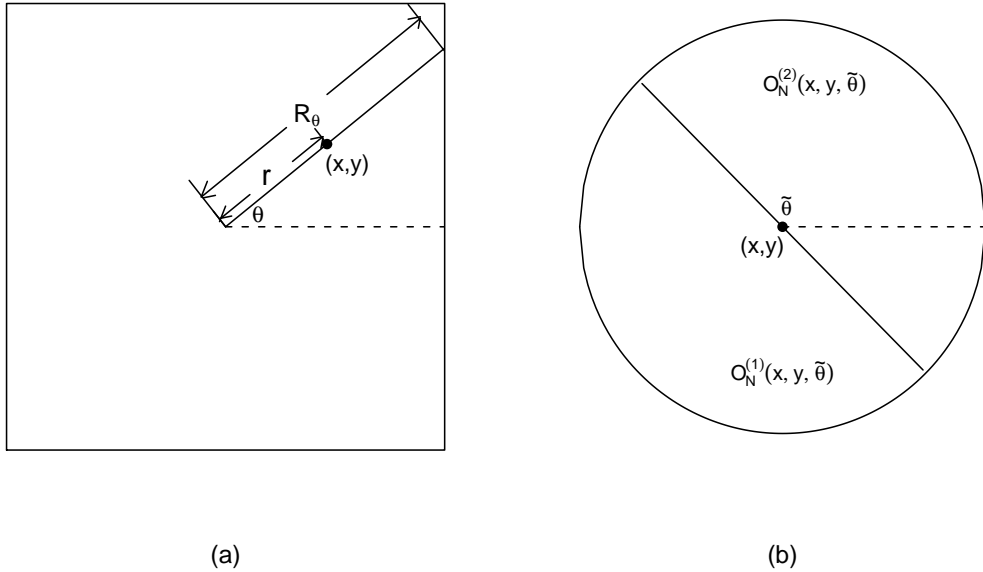 R_θ
r
(x,y)
θ
(a)
O_N^{(2)}(x, y, θ̃)
θ̃
(x,y)
O_N^{(1)}(x, y, θ̃)
(b)